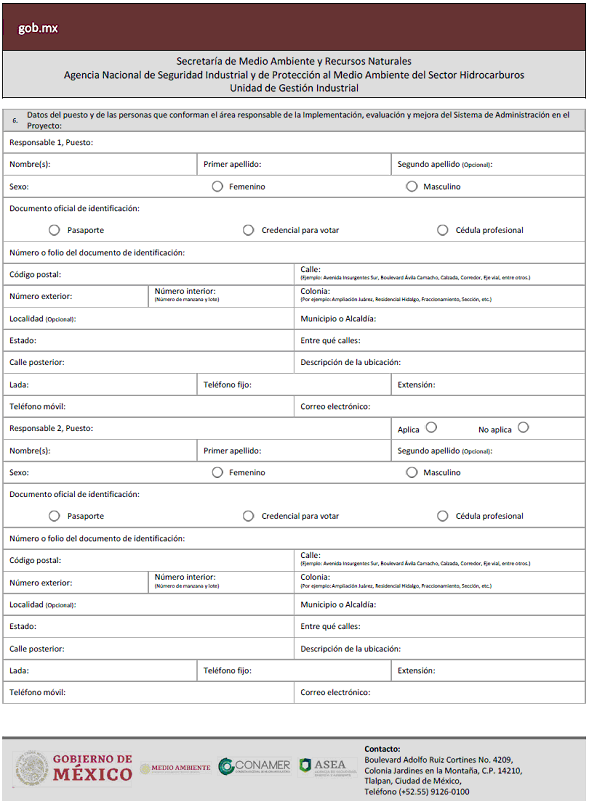 gob.mx
Secretaría de Medio Ambiente y Recursos Naturales
Agencia Nacional de Seguridad Industrial y de Protección al Medio Ambiente del Sector Hidrocarburos
Unidad de Gestión Industrial
6. Datos del puesto y de las personas que conforman el área responsable de la Implementación, evaluación y mejora del Sistema de Administración en el
Proyecto:
Responsable 1, Puesto:
Nombre(s): Primer apellido: Segundo apellido (Opcional):
Sexo: Femenino Masculino
Documento oficial de identificación:
Pasaporte Credencial para votar Cédula profesional
Número o folio del documento de identificación:
Código postal: Calle:
(Ejemplo: Avenida Insurgentes Sur, Boulevard Ávila Camacho, Calzada, Corredor, Eje vial, entre otros.)
Número exterior: Número interior: Colonia:
(Número de manzana y lote) (Por ejemplo: Ampliación Juárez, Residencial Hidalgo, Fraccionamiento, Sección, etc.)
Localidad (Opcional): Municipio o Alcaldía:
Estado: Entre qué calles:
Calle posterior: Descripción de la ubicación:
Lada: Teléfono fijo: Extensión:
Teléfono móvil: Correo electrónico:
Responsable 2, Puesto: Aplica No aplica
Nombre(s): Primer apellido: Segundo apellido (Opcional):
Sexo: Femenino Masculino
Documento oficial de identificación:
Pasaporte Credencial para votar Cédula profesional
Número o folio del documento de identificación:
Código postal: Calle:
(Ejemplo: Avenida Insurgentes Sur, Boulevard Ávila Camacho, Calzada, Corredor, Eje vial, entre otros.)
Número exterior: Número interior: Colonia:
(Número de manzana y lote) (Por ejemplo: Ampliación Juárez, Residencial Hidalgo, Fraccionamiento, Sección, etc.)
Localidad (Opcional): Municipio o Alcaldía:
Estado: Entre qué calles:
Calle posterior: Descripción de la ubicación:
Lada: Teléfono fijo: Extensión:
Teléfono móvil: Correo electrónico:
GOBIERNO DE
MÉXICO
MEDIO AMBIENTE
CONAMER
ASEA
Contacto:
Boulevard Adolfo Ruiz Cortines No. 4209,
Colonia Jardines en la Montaña, C.P. 14210,
Tlalpan, Ciudad de México,
Teléfono (+52.55) 9126-0100